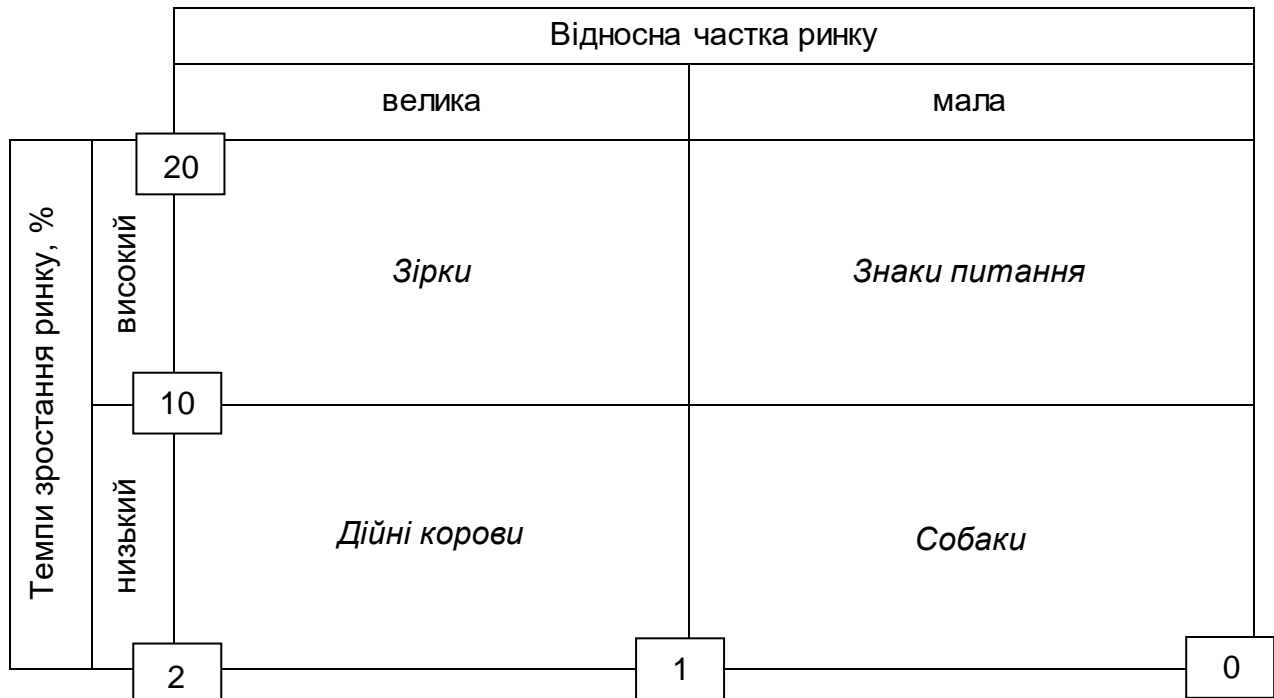 Відносна частка ринку
велика
мала
Темпи зростання ринку, %
високий
20
Зірки
Знаки питання
10
низький
Дійні корови
Собаки
2
1
0